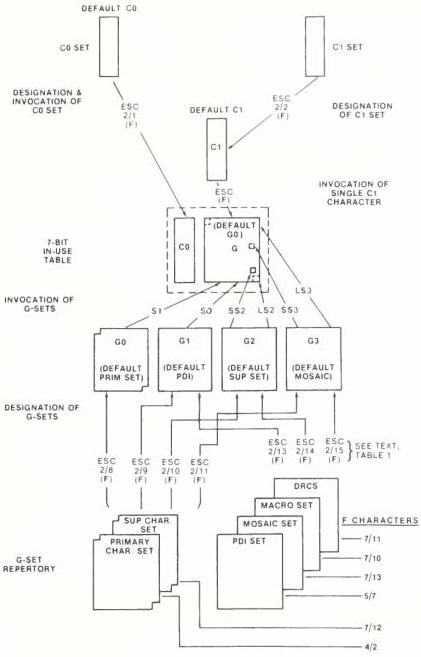 DEFAULT C0
C0 SET
C1 SET
DESIGNATION &
INVOCATION OF
C0 SET
ESC
2/1
(F)
ESC
2/2
(F)
DESIGNATION
OF C1 SET
DEFAULT C1
C1
ESC
(F)
INVOCATION OF
SINGLE C1
CHARACTER
7-BIT
IN-USE
TABLE
C0
(DEFAULT
G0)
G
INVOCATION OF
G-SETS
S1
S0
SS2
LS2
SS3
LS3
G0
(DEFAULT
PRIM SET)
G1
(DEFAULT
PDI)
G2
(DEFAULT
SUP SET)
G3
(DEFAULT
MOSAIC)
DESIGNATION OF
G-SETS
ESC
2/8
(F)
ESC
2/9
(F)
ESC
2/10
(F)
ESC
2/11
(F)
ESC
2/13
(F)
ESC
2/14
(F)
ESC
2/15
(F)
SEE TEXT,
TABLE 1
G-SET
REPERTORY
SUP CHAR.
SET
PRIMARY
CHAR. SET
DRCS
MACRO SET
MOSAIC SET
PDI SET
F CHARACTERS
7/11
7/10
7/13
5/7
7/12
4/2